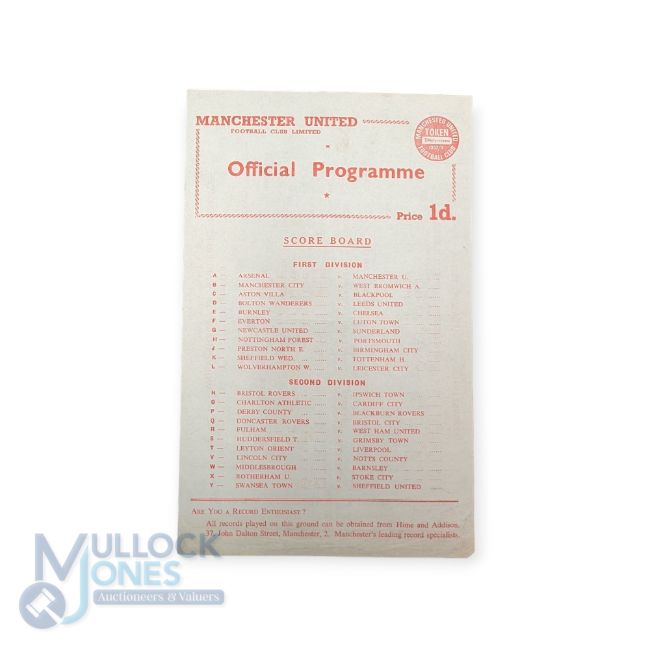 MANCHESTER UNITED
FOOTBALL CLUB LIMITED
MANCHESTER UNITED
TOKEN
1957/8
FOOTBALL CLUB
Official Programme
Price 1d.
SCORE BOARD
FIRST DIVISION
A — ARSENAL v. MANCHESTER U.
B — MANCHESTER CITY v. WEST BROMWICH A.
C — ASTON VILLA v. BLACKPOOL
D — BOLTON WANDERERS v. LEEDS UNITED
E — BURNLEY v. CHELSEA
F — EVERTON v. LUTON TOWN
G — NEWCASTLE UNITED v. SUNDERLAND
H — NOTTINGHAM FOREST v. PORTSMOUTH
J — PRESTON NORTH E. v. BIRMINGHAM CITY
K — SHEFFIELD WED. v. TOTTENHAM H.
L — WOLVERHAMPTON W. v. LEICESTER CITY
SECOND DIVISION
N — BRISTOL ROVERS v. IPSWICH TOWN
O — CHARLTON ATHLETIC v. CARDIFF CITY
P — DERBY COUNTY v. BLACKBURN ROVERS
Q — DONCASTER ROVERS v. BRISTOL CITY
R — FULHAM v. WEST HAM UNITED
S — HUDDERSFIELD T. v. GRIMSBY TOWN
T — LEYTON ORIENT v. LIVERPOOL
V — LINCOLN CITY v. NOTTS COUNTY
W — MIDDLESBROUGH v. BARNSLEY
X — ROTHERHAM U. v. STOKE CITY
Y — SWANSEA TOWN v. SHEFFIELD UNITED
ARE YOU A RECORD ENTHUSIAST?
All records played on this ground can be obtained from Hime and Addison,
37, John Dalton Street, Manchester, 2. Manchester's leading record specialists.
MULLOCK
JONES
Auctioneers & Valuers